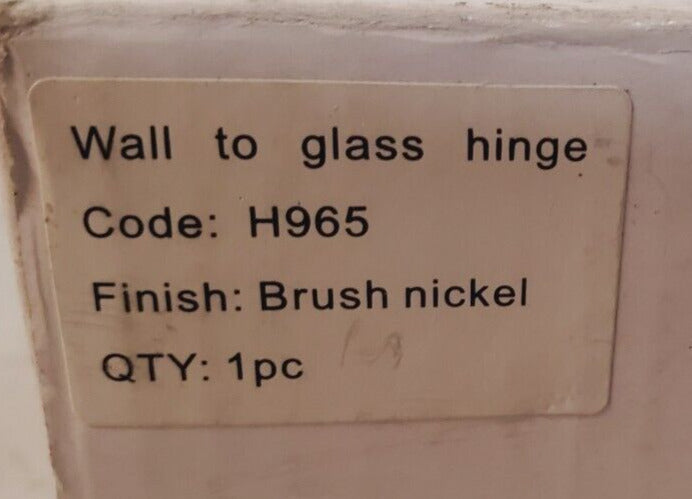 Wall to glass hinge
Code: H965
Finish: Brush nickel
QTY: 1pc